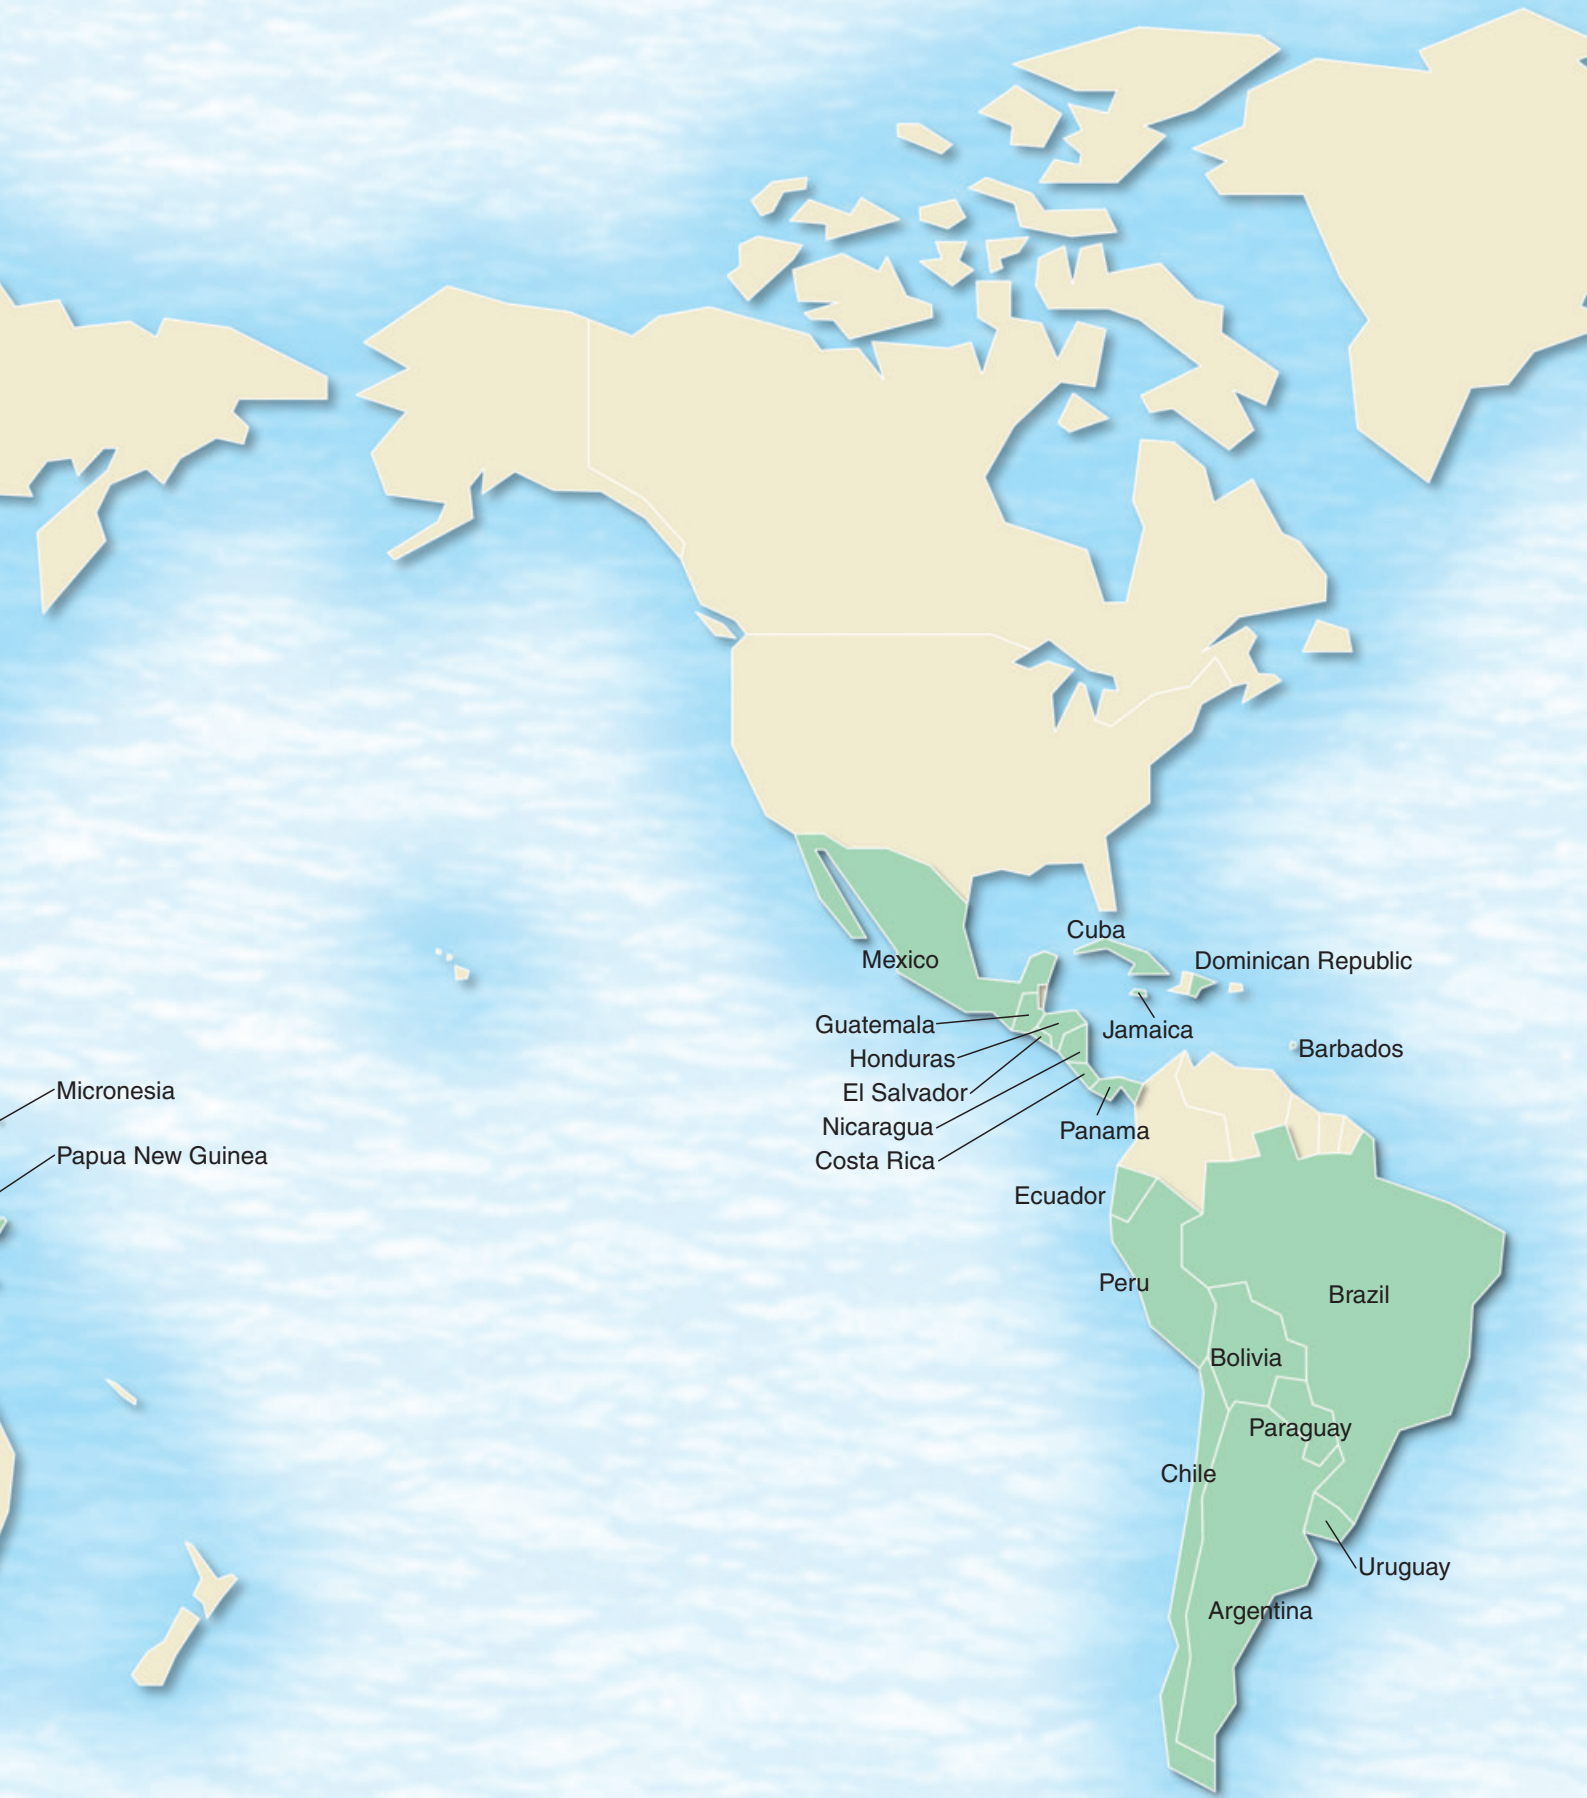 Cuba
Dominican Republic
Mexico
Guatemala
Jamaica
Honduras
Barbados
El Salvador
Micronesia
Nicaragua
Panama
Papua New Guinea
Costa Rica
Ecuador
Peru
Brazil
Bolivia
Paraguay
Chile
Uruguay
Argentina